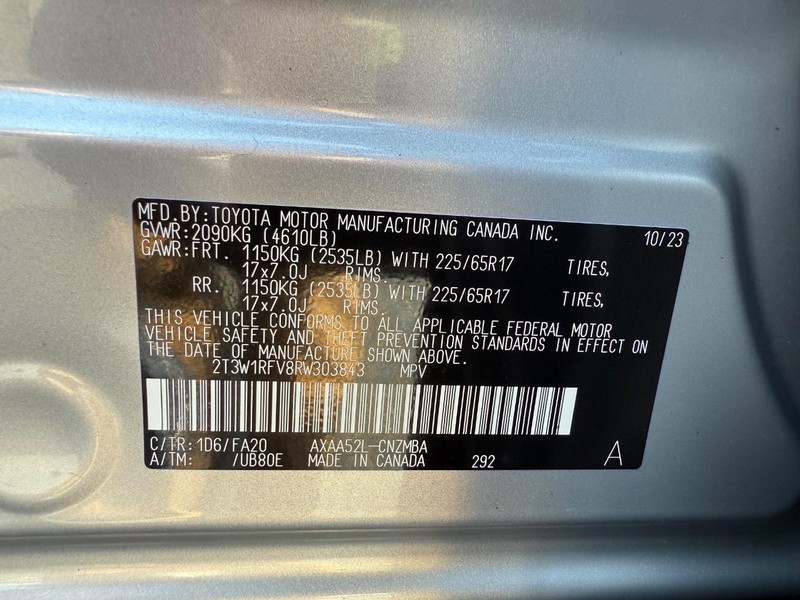 MFD.BY:TOYOTA MOTOR MANUFACTURING CANADA INC. 10/23
GVWR:2090KG (4610LB)
GAWR:FRT. 1150KG (2535LB) WITH 225/65R17 TIRES,
17x7.0J RIMS.
RR. 1150KG (2535LB) WITH 225/65R17 TIRES,
17x7.0J RIMS.
THIS VEHICLE CONFORMS TO ALL APPLICABLE FEDERAL MOTOR
VEHICLE SAFETY AND THEFT PREVENTION STANDARDS IN EFFECT ON
THE DATE OF MANUFACTURE SHOWN ABOVE.
2T3W1RFV8RW303843 MPV
C/TR:1D6/FA20 AXAA52L-CNZMBA
A/TM: /UB80E MADE IN CANADA 292 A